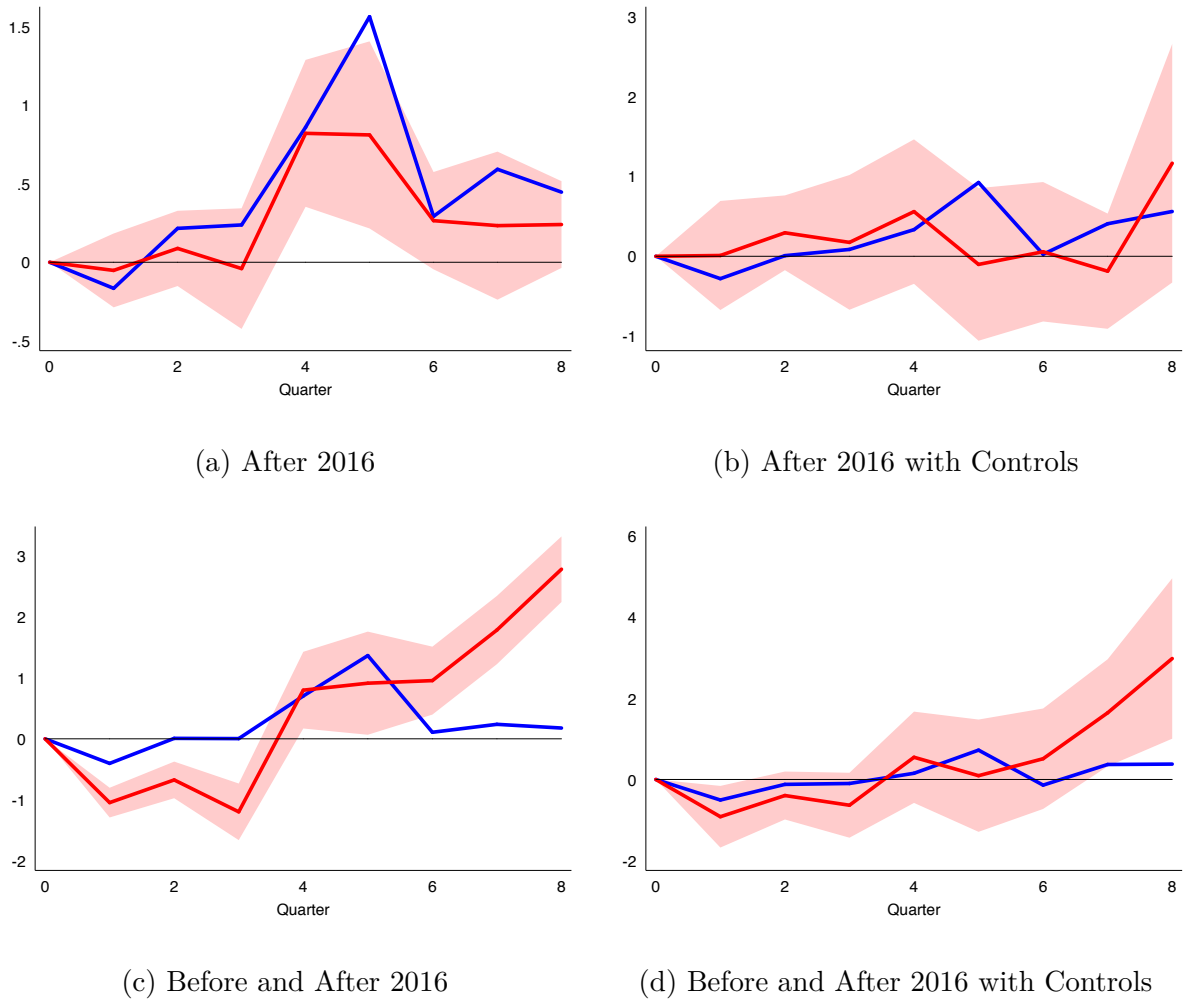 1.5
1
.5
0
-.5
0 2 4 6 8
Quarter
(a) After 2016
3
2
1
0
-1
0 2 4 6 8
Quarter
(b) After 2016 with Controls
3
2
1
0
-1
-2
0 2 4 6 8
Quarter
(c) Before and After 2016
6
4
2
0
-2
0 2 4 6 8
Quarter
(d) Before and After 2016 with Controls